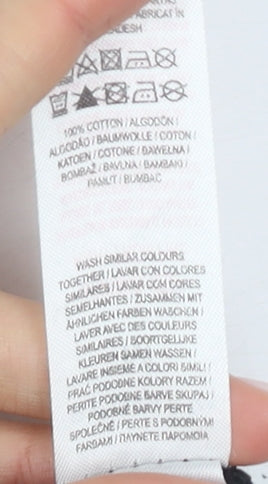 FABRICAT ÎN
100% COTTON / ALGODÓN /
ALGODÃO / BAUMWOLLE / COTON /
KATOEN / COTONE / BAWEŁNA /
BOMBAŽ / BAVLNA / BAMBAKI /
PAMUT / BUMBAC
WASH SIMILAR COLOURS
TOGETHER / LAVAR CON COLORES
SIMILARES / LAVAR COM CORES
SEMELHANTES / ZUSAMMEN MIT
ÄHNLICHEN FARBEN WASCHEN /
LAVER AVEC DES COULEURS
SIMILAIRES / SOORTGELIJKE
KLEUREN SAMEN WASSEN /
LAVARE INSIEME A COLORI SIMILI /
PRAĆ PODOBNE KOLORY RAZEM /
PERITE PODOBNE BARVE SKUPAJ /
PODOBNÉ BARVY PERTE
SPOLEČNĚ / PERTE S PODOBNÝMI
FARBAMI / ΠΛΥΝΕΤΕ ΠΑΡΟΜΟΙΑ